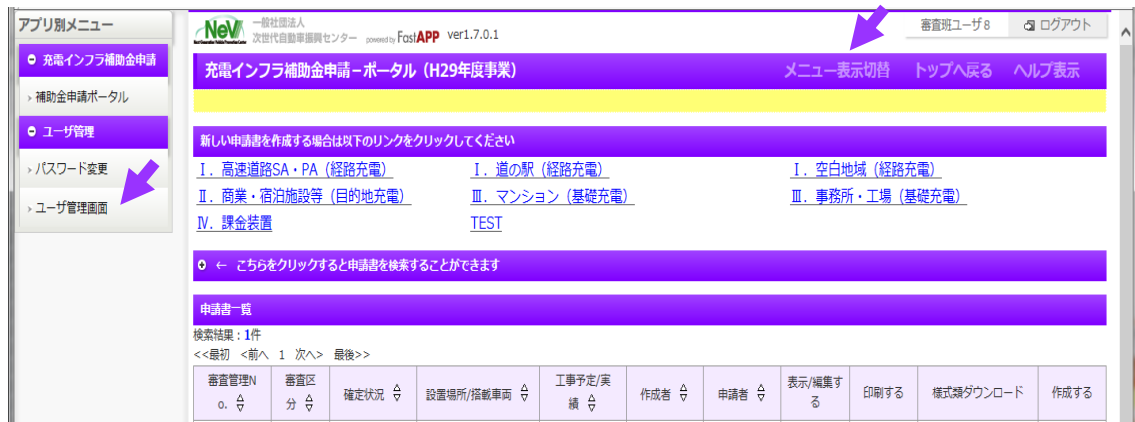 アプリ別メニュー
充電インフラ補助金申請
補助金申請ポータル
ユーザ管理
パスワード変更
ユーザ管理画面
NeV 一般社団法人
次世代自動車振興センター powered by FastAPP ver1.7.0.1
審査班ユーザ8 ログアウト
充電インフラ補助金申請－ポータル（H29年度事業） メニュー表示切替 トップへ戻る ヘルプ表示
新しい申請書を作成する場合は以下のリンクをクリックしてください
Ⅰ．高速道路SA・PA（経路充電） Ⅰ．道の駅（経路充電） Ⅰ．空白地域（経路充電）
Ⅱ．商業・宿泊施設等（目的地充電） Ⅲ．マンション（基礎充電） Ⅲ．事務所・工場（基礎充電）
Ⅳ．課金装置 TEST
← こちらをクリックすると申請書を検索することができます
申請書一覧
検索結果：1件
<<最初 <前へ 1 次へ> 最後>>
審査管理N
o.
審査区
分
確定状況
設置場所/搭載車両
工事予定/実
績
作成者
申請者
表示/編集す
る
印刷する
様式類ダウンロード
作成する